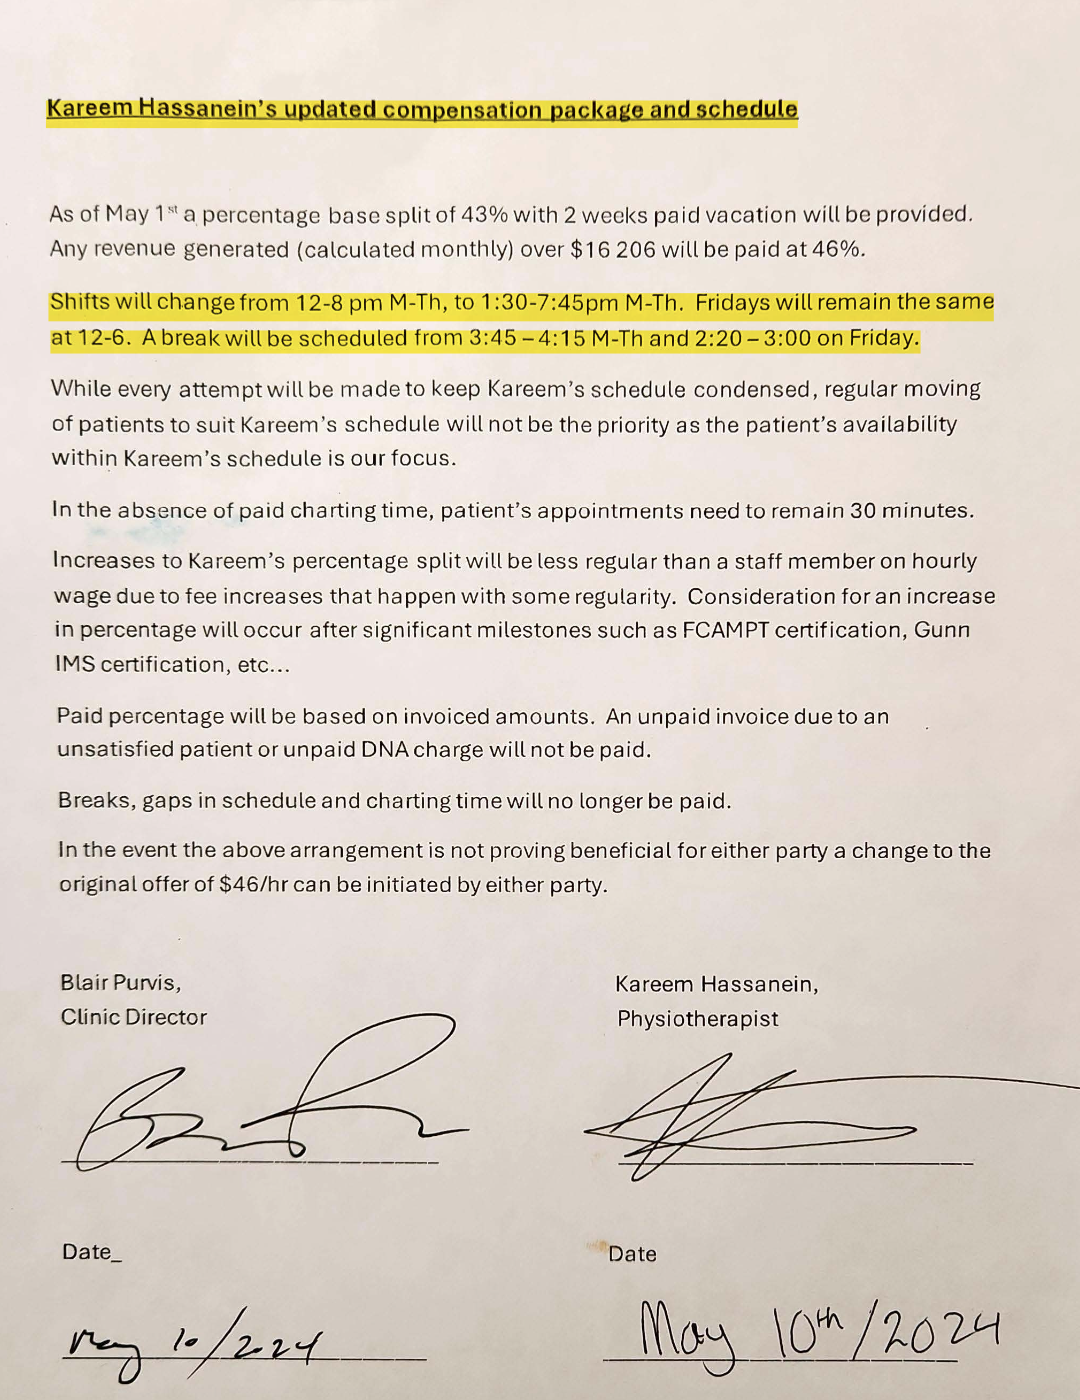 Kareem Hassanein's updated compensation package and schedule
As of May 1st a percentage base split of 43% with 2 weeks paid vacation will be provided.
Any revenue generated (calculated monthly) over $16 206 will be paid at 46%.
Shifts will change from 12-8 pm M-Th, to 1:30-7:45pm M-Th. Fridays will remain the same
at 12-6. A break will be scheduled from 3:45 – 4:15 M-Th and 2:20 – 3:00 on Friday.
While every attempt will be made to keep Kareem's schedule condensed, regular moving
of patients to suit Kareem's schedule will not be the priority as the patient's availability
within Kareem's schedule is our focus.
In the absence of paid charting time, patient's appointments need to remain 30 minutes.
Increases to Kareem's percentage split will be less regular than a staff member on hourly
wage due to fee increases that happen with some regularity. Consideration for an increase
in percentage will occur after significant milestones such as FCAMPT certification, Gunn
IMS certification, etc…
Paid percentage will be based on invoiced amounts. An unpaid invoice due to an
unsatisfied patient or unpaid DNA charge will not be paid.
Breaks, gaps in schedule and charting time will no longer be paid.
In the event the above arrangement is not proving beneficial for either party a change to the
original offer of $46/hr can be initiated by either party.
Blair Purvis,
Clinic Director
Kareem Hassanein,
Physiotherapist
Date_
Date
May 10/2024
May 10th/2024